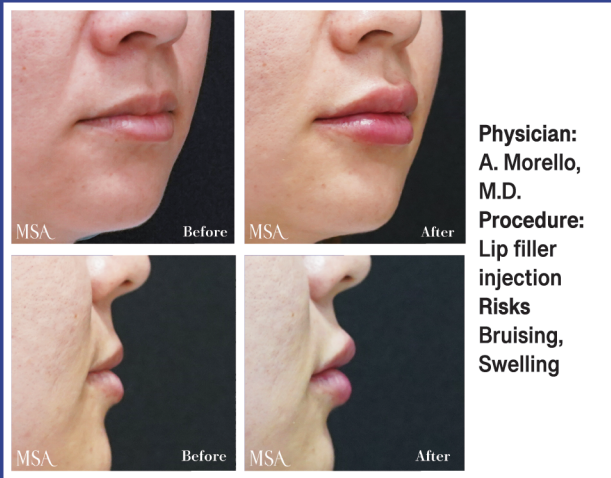 MSA Before
MSA After
MSA Before
MSA After
Physician:
A. Morello,
M.D.
Procedure:
Lip filler
injection
Risks
Bruising,
Swelling